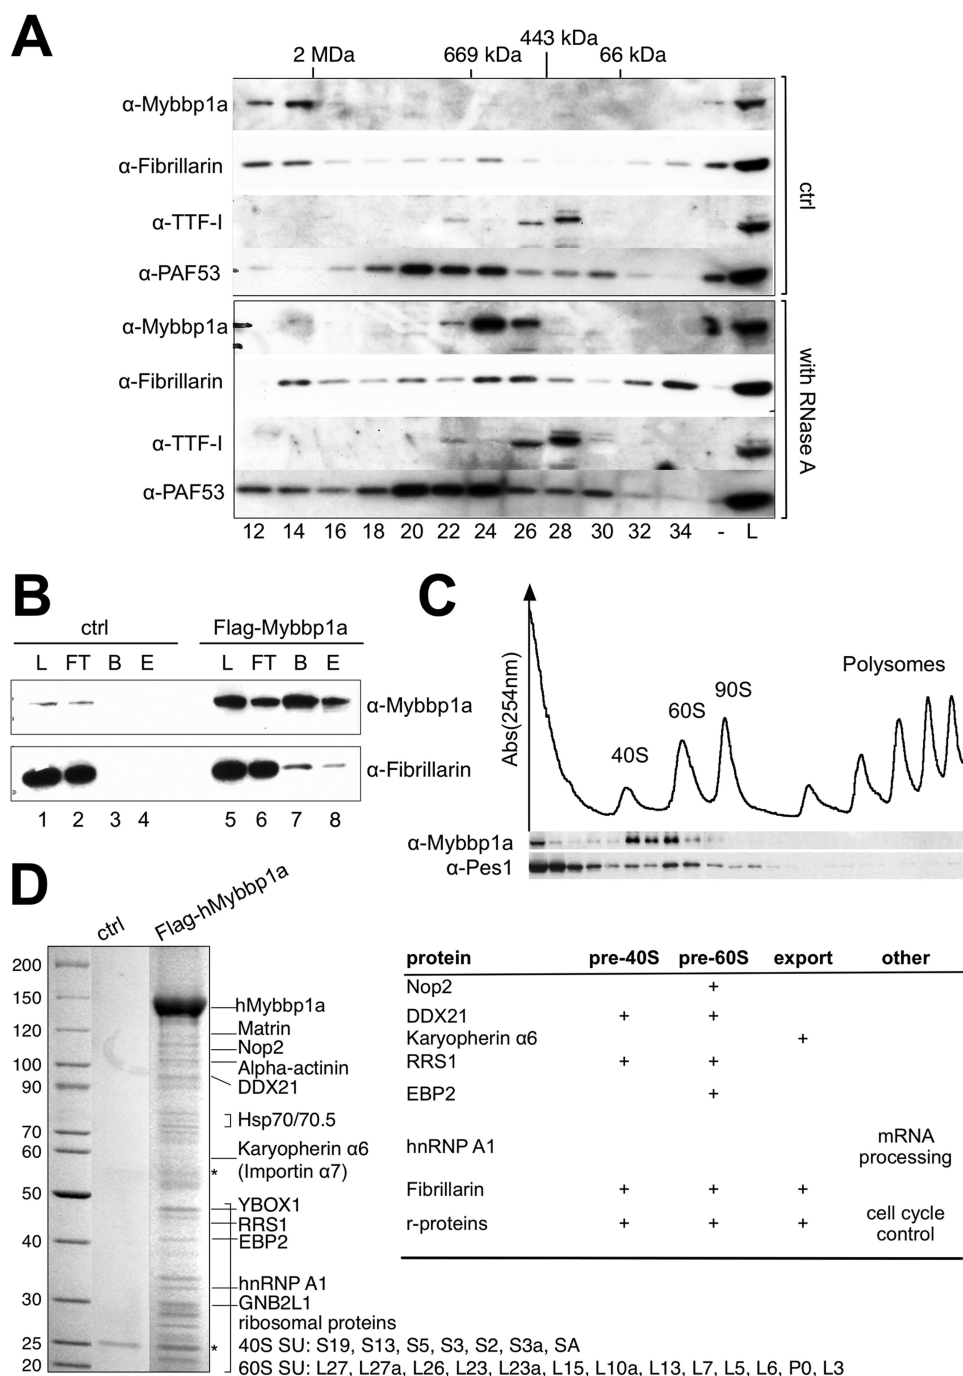 A
2 MDa 669 kDa 443 kDa 66 kDa
α-Mybbp1a
α-Fibrillarin
α-TTF-I
α-PAF53
ctrl
α-Mybbp1a
α-Fibrillarin
α-TTF-I
α-PAF53
with RNase A
12 14 16 18 20 22 24 26 28 30 32 34 - L
B
ctrl Flag-Mybbp1a
L FT B E L FT B E
α-Mybbp1a
α-Fibrillarin
1 2 3 4 5 6 7 8
C
Abs(254nm)
40S
60S
90S
Polysomes
α-Mybbp1a
α-Pes1
D
ctrl
Flag-hMybbp1a
200
150
120
100
90
70
60
50
40
30
25
20
hMybbp1a
Matrin
Nop2
Alpha-actinin
DDX21
Hsp70/70.5
Karyopherin α6
* (Importin α7)
YBOX1
RRS1
EBP2
hnRNP A1
GNB2L1
ribosomal proteins
* 40S SU: S19, S13, S5, S3, S2, S3a, SA
60S SU: L27, L27a, L26, L23, L23a, L15, L10a, L13, L7, L5, L6, P0, L3
protein pre-40S pre-60S export other
Nop2 +
DDX21 + +
Karyopherin α6 +
RRS1 + +
EBP2 +
hnRNP A1 mRNA
processing
Fibrillarin + + +
r-proteins + + + cell cycle
control